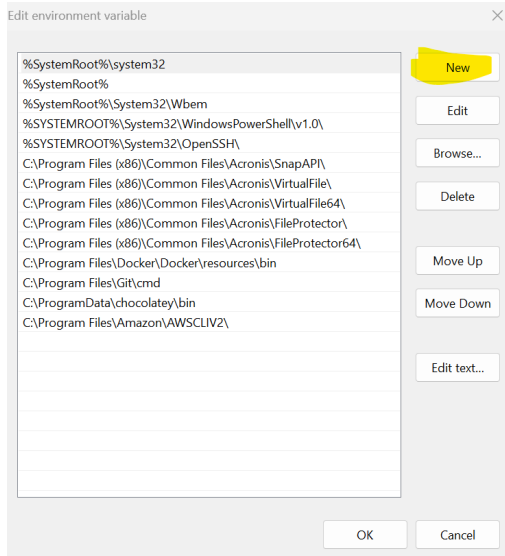 Edit environment variable
%SystemRoot%\system32
%SystemRoot%
%SystemRoot%\System32\Wbem
%SYSTEMROOT%\System32\WindowsPowerShell\v1.0\
%SYSTEMROOT%\System32\OpenSSH\
C:\Program Files (x86)\Common Files\Acronis\SnapAPI\
C:\Program Files (x86)\Common Files\Acronis\VirtualFile\
C:\Program Files (x86)\Common Files\Acronis\VirtualFile64\
C:\Program Files (x86)\Common Files\Acronis\FileProtector\
C:\Program Files (x86)\Common Files\Acronis\FileProtector64\
C:\Program Files\Docker\Docker\resources\bin
C:\Program Files\Git\cmd
C:\ProgramData\chocolatey\bin
C:\Program Files\Amazon\AWSCLIV2\
New
Edit
Browse...
Delete
Move Up
Move Down
Edit text...
OK
Cancel